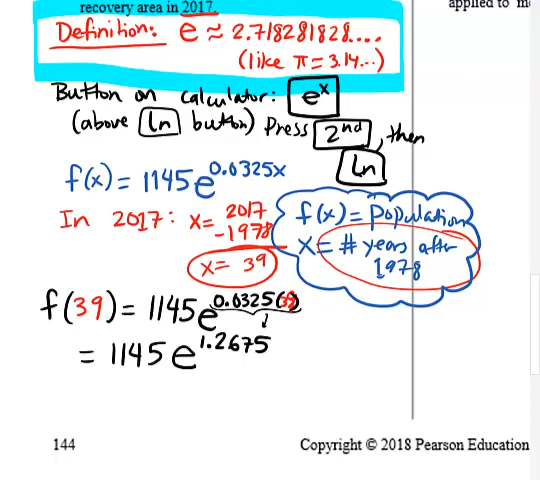 recovery area in 2017.
applied to m
Definition: e ≈ 2.718281828....
(like π = 3.14...)
Button on calculator: e^x
(above ln button) Press 2nd, then
ln
f(x) = 1145e^0.0325x
In 2017: x = 2017
-1978
x = 39
f(x) = Population
x = # years after
1978
f(39) = 1145e^0.0325(39)
= 1145e^1.2675
144
Copyright © 2018 Pearson Education